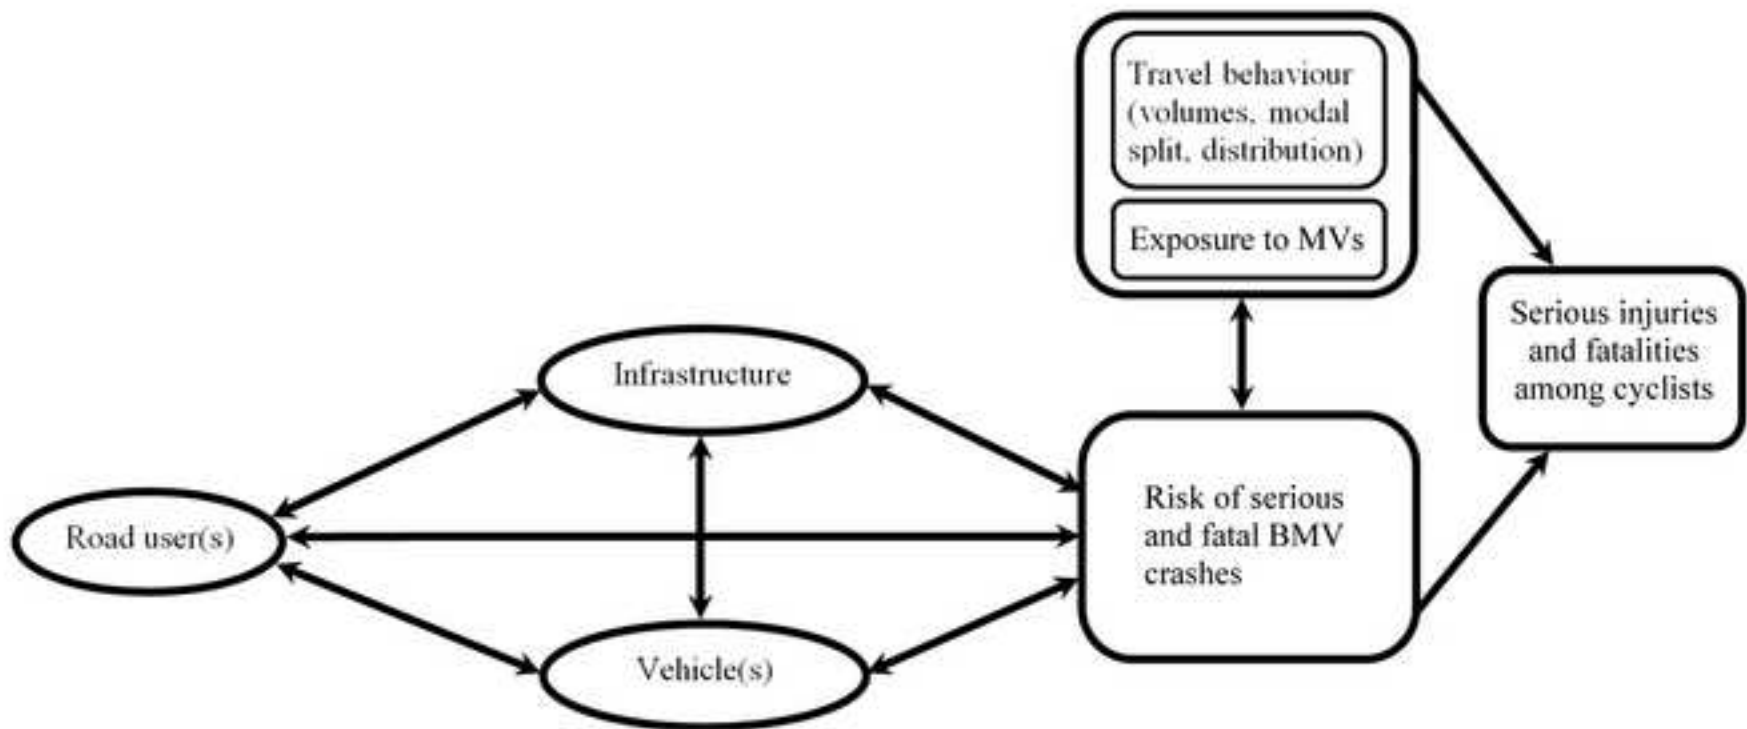 Travel behaviour
(volumes, modal
split, distribution)
Exposure to MVs
Serious injuries
and fatalities
among cyclists
Infrastructure
Road user(s)
Risk of serious
and fatal BMV
crashes
Vehicle(s)